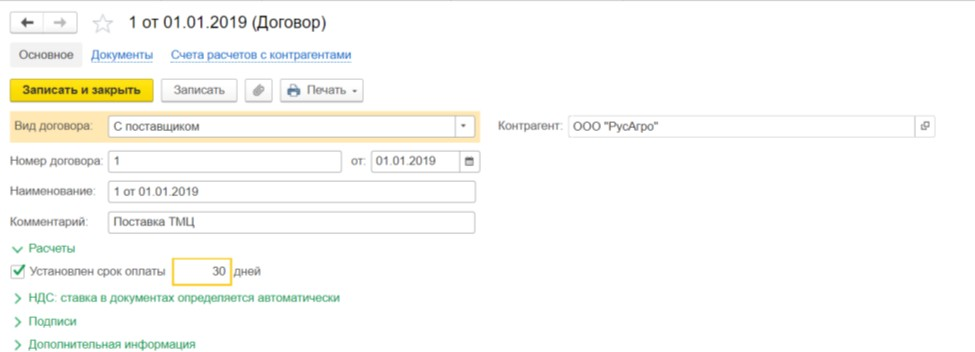 1 от 01.01.2019 (Договор)
Основное Документы Счета расчетов с контрагентами
Записать и закрыть Записать Печать
Вид договора: С поставщиком Контрагент: ООО "РусАгро"
Номер договора: 1 от: 01.01.2019
Наименование: 1 от 01.01.2019
Комментарий: Поставка ТМЦ
Расчеты
Установлен срок оплаты 30 дней
НДС: ставка в документах определяется автоматически
Подписи
Дополнительная информация